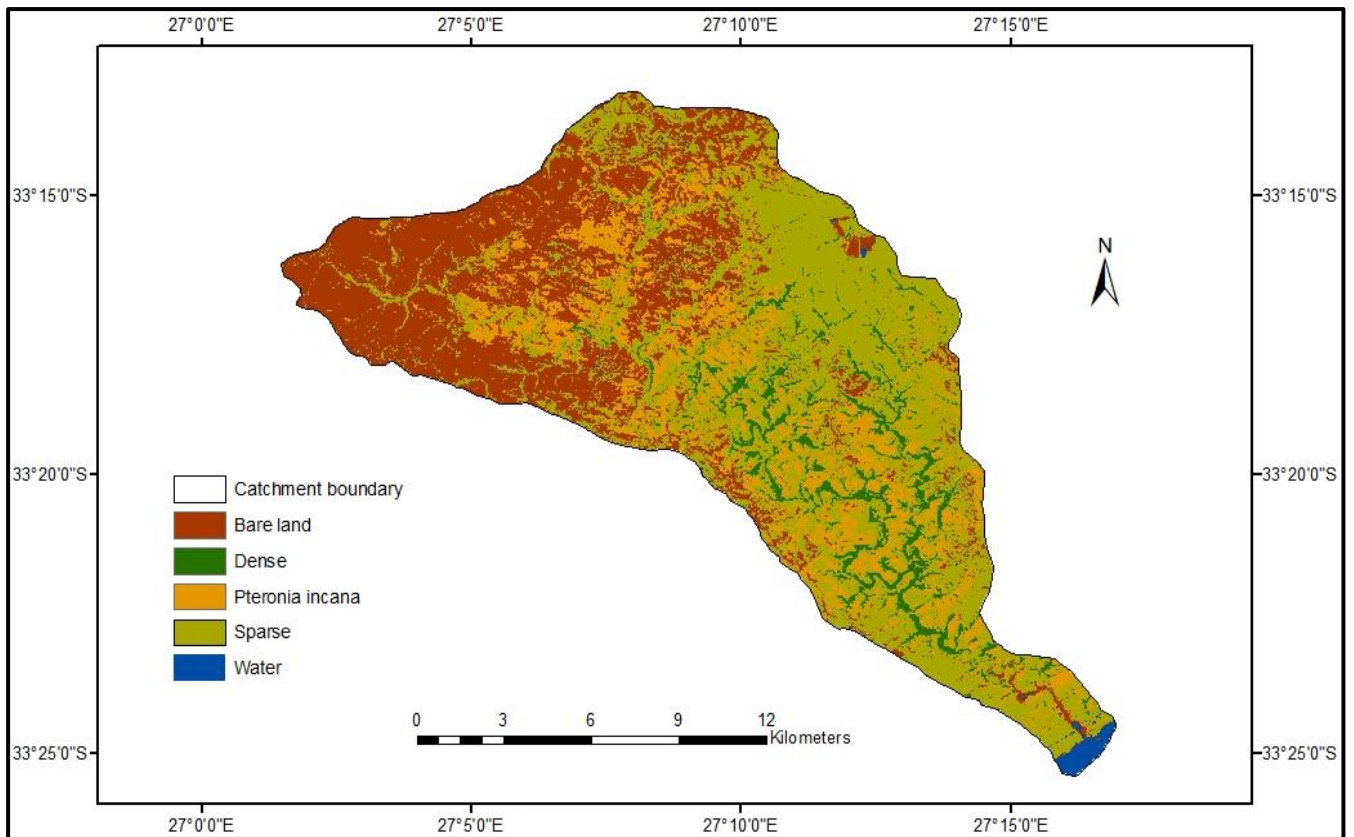 27°0'0"E 27°5'0"E 27°10'0"E 27°15'0"E
33°15'0"S 33°15'0"S
N
33°20'0"S 33°20'0"S
Catchment boundary
Bare land
Dense
Pteronia incana
Sparse
Water
0 3 6 9 12
Kilometers
33°25'0"S 33°25'0"S
27°0'0"E 27°5'0"E 27°10'0"E 27°15'0"E